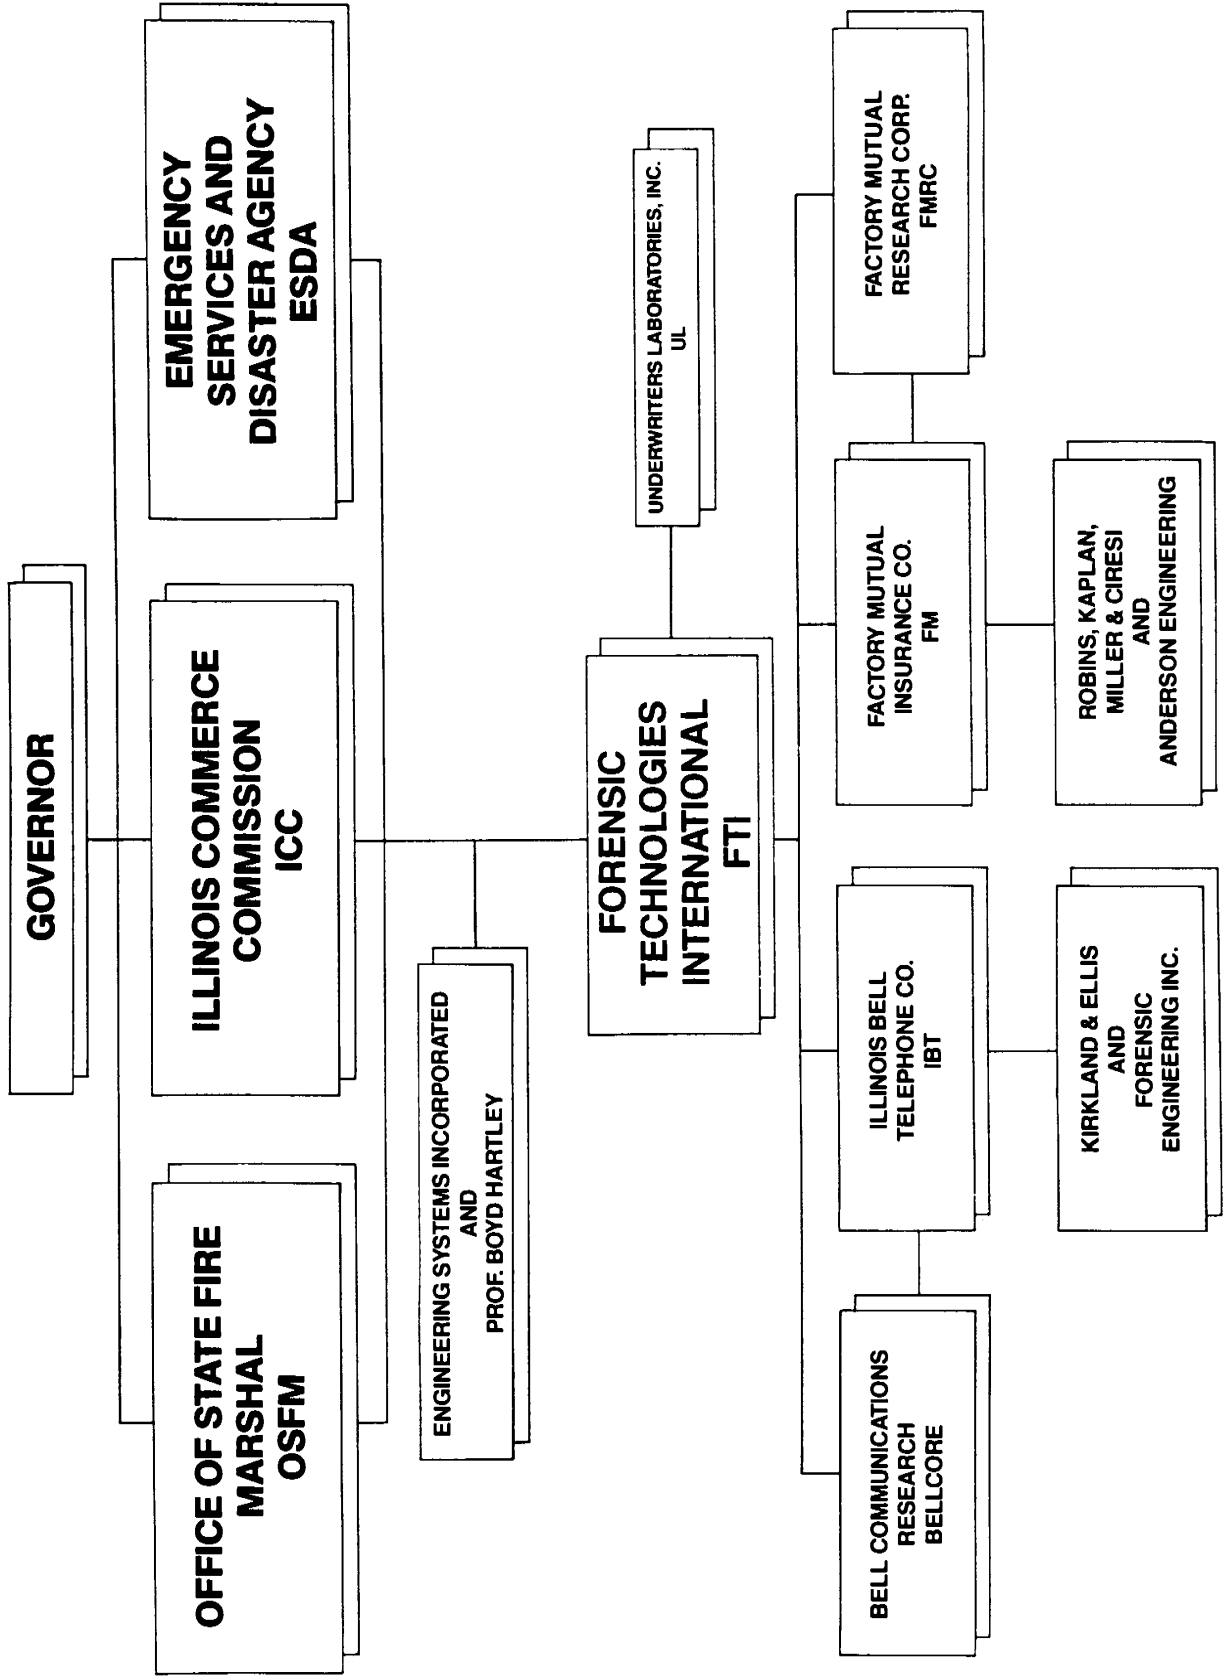 GOVERNOR
OFFICE OF STATE FIRE
MARSHAL
OSFM
ILLINOIS COMMERCE
COMMISSION
ICC
EMERGENCY
SERVICES AND
DISASTER AGENCY
ESDA
ENGINEERING SYSTEMS INCORPORATED
AND
PROF. BOYD HARTLEY
FORENSIC
TECHNOLOGIES
INTERNATIONAL
FTI
UNDERWRITERS LABORATORIES, INC.
UL
BELL COMMUNICATIONS
RESEARCH
BELLCORE
ILLINOIS BELL
TELEPHONE CO.
IBT
FACTORY MUTUAL
INSURANCE CO.
FM
FACTORY MUTUAL
RESEARCH CORP.
FMRC
KIRKLAND & ELLIS
AND
FORENSIC
ENGINEERING INC.
ROBINS, KAPLAN,
MILLER & CIRESI
AND
ANDERSON ENGINEERING